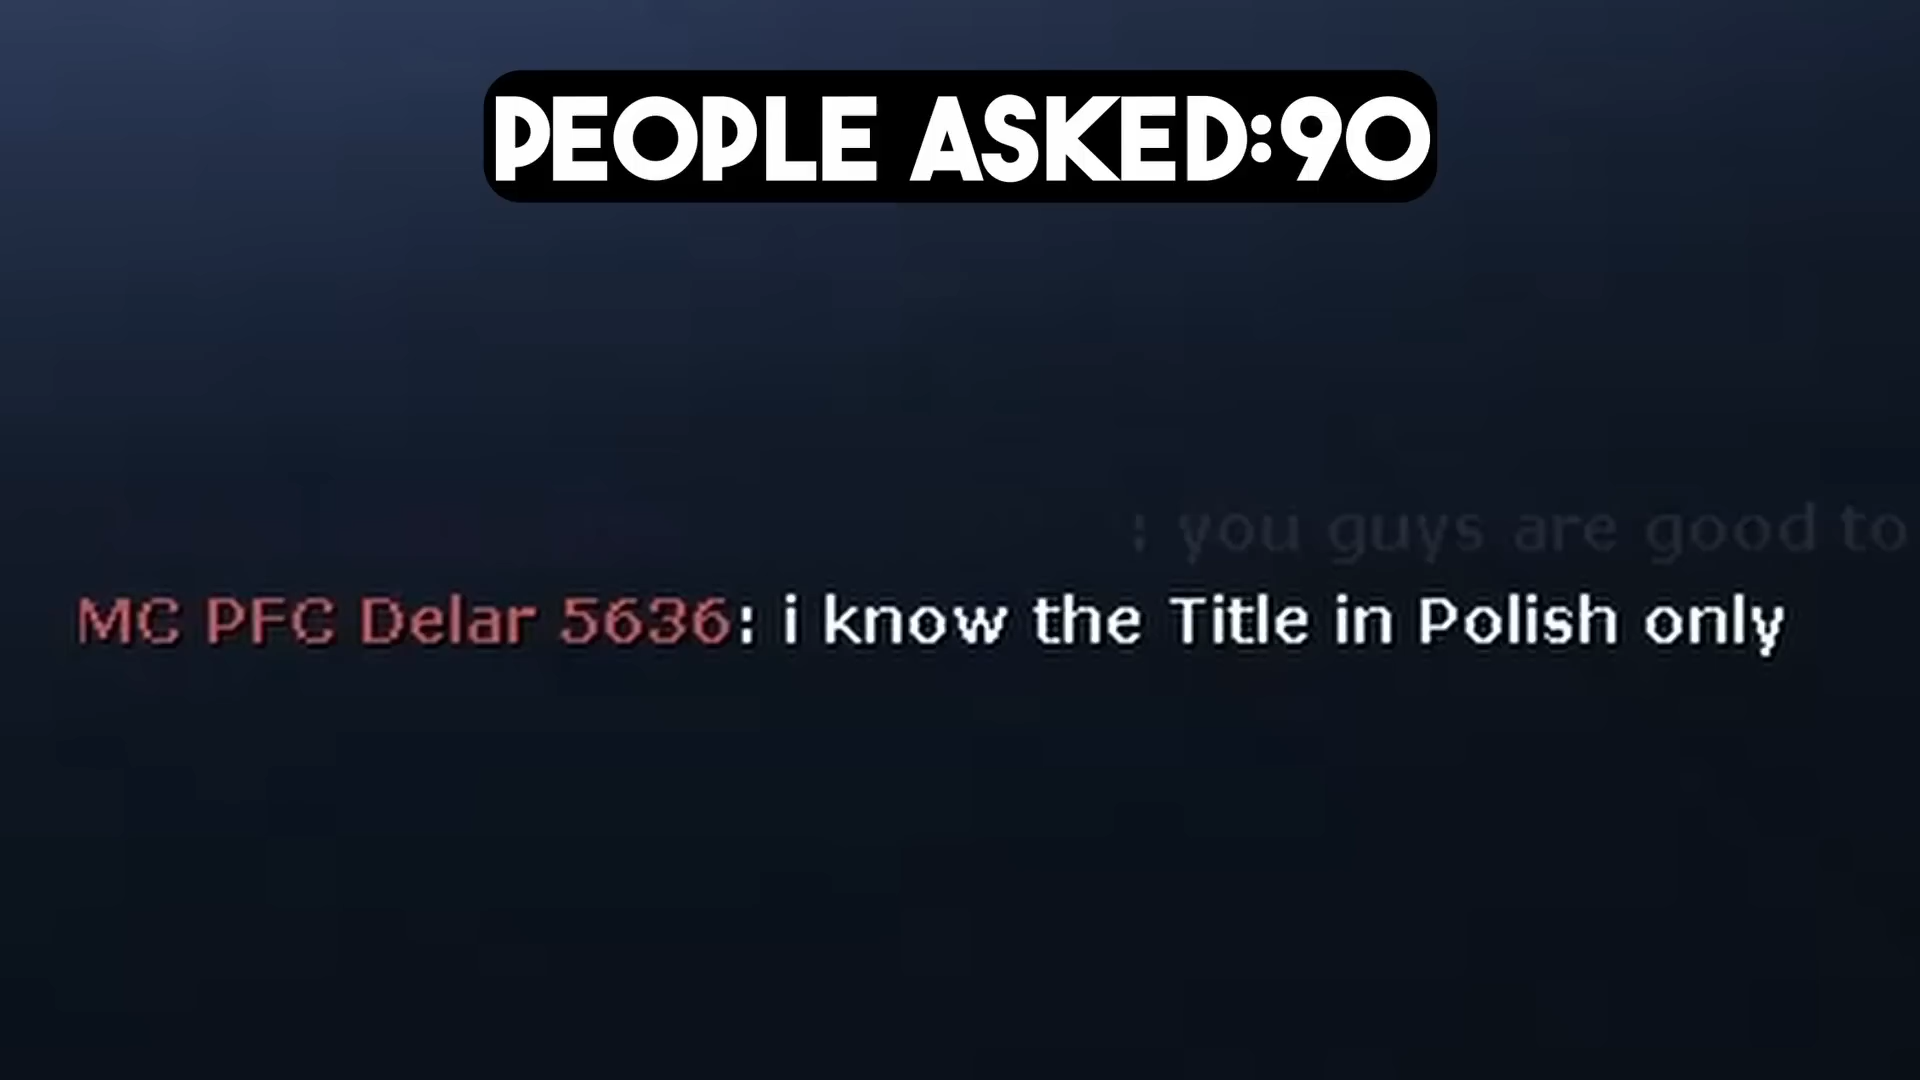 PEOPLE ASKED:90
: you guys are good to
MC PFC Delar 5636: i know the Title in Polish only